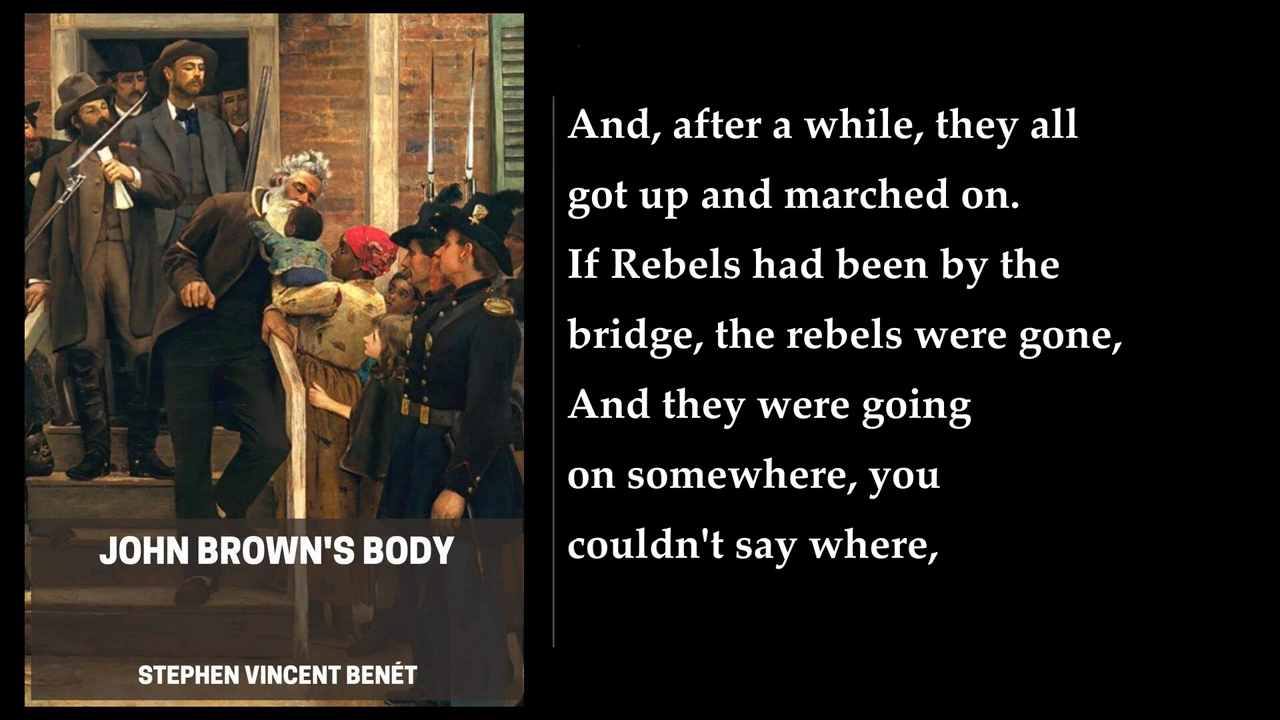 JOHN BROWN'S BODY
STEPHEN VINCENT BENÉT
And, after a while, they all
got up and marched on.
If Rebels had been by the
bridge, the rebels were gone,
And they were going
on somewhere, you
couldn't say where,